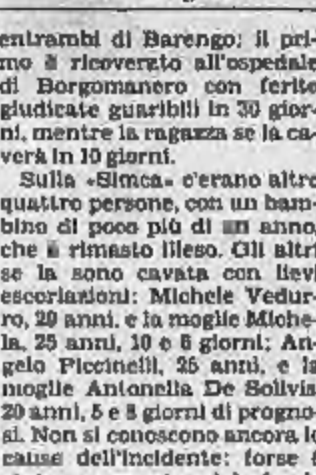 entrambi di Barengo; il pri-
mo è ricoverato all'ospedale
di Borgomanero con ferite
giudicate guaribili in 30 gior-
ni, mentre la ragazza se la ca-
verà in 10 giorni.
Sulla «Simca» c'erano altre
quattro persone, con un bam-
bino di poco più di un anno,
che è rimasto illeso. Gli altri
se la sono cavata con lievi
escoriazioni: Michele Vedur-
ro, 29 anni, e la moglie Miche-
la, 25 anni, 10 e 6 giorni; An-
gelo Piccinelli, 25 anni, e la
moglie Antonella De Solivis
20 anni, 5 e 8 giorni di progno-
si. Non si conoscono ancora le
cause dell'incidente: forse